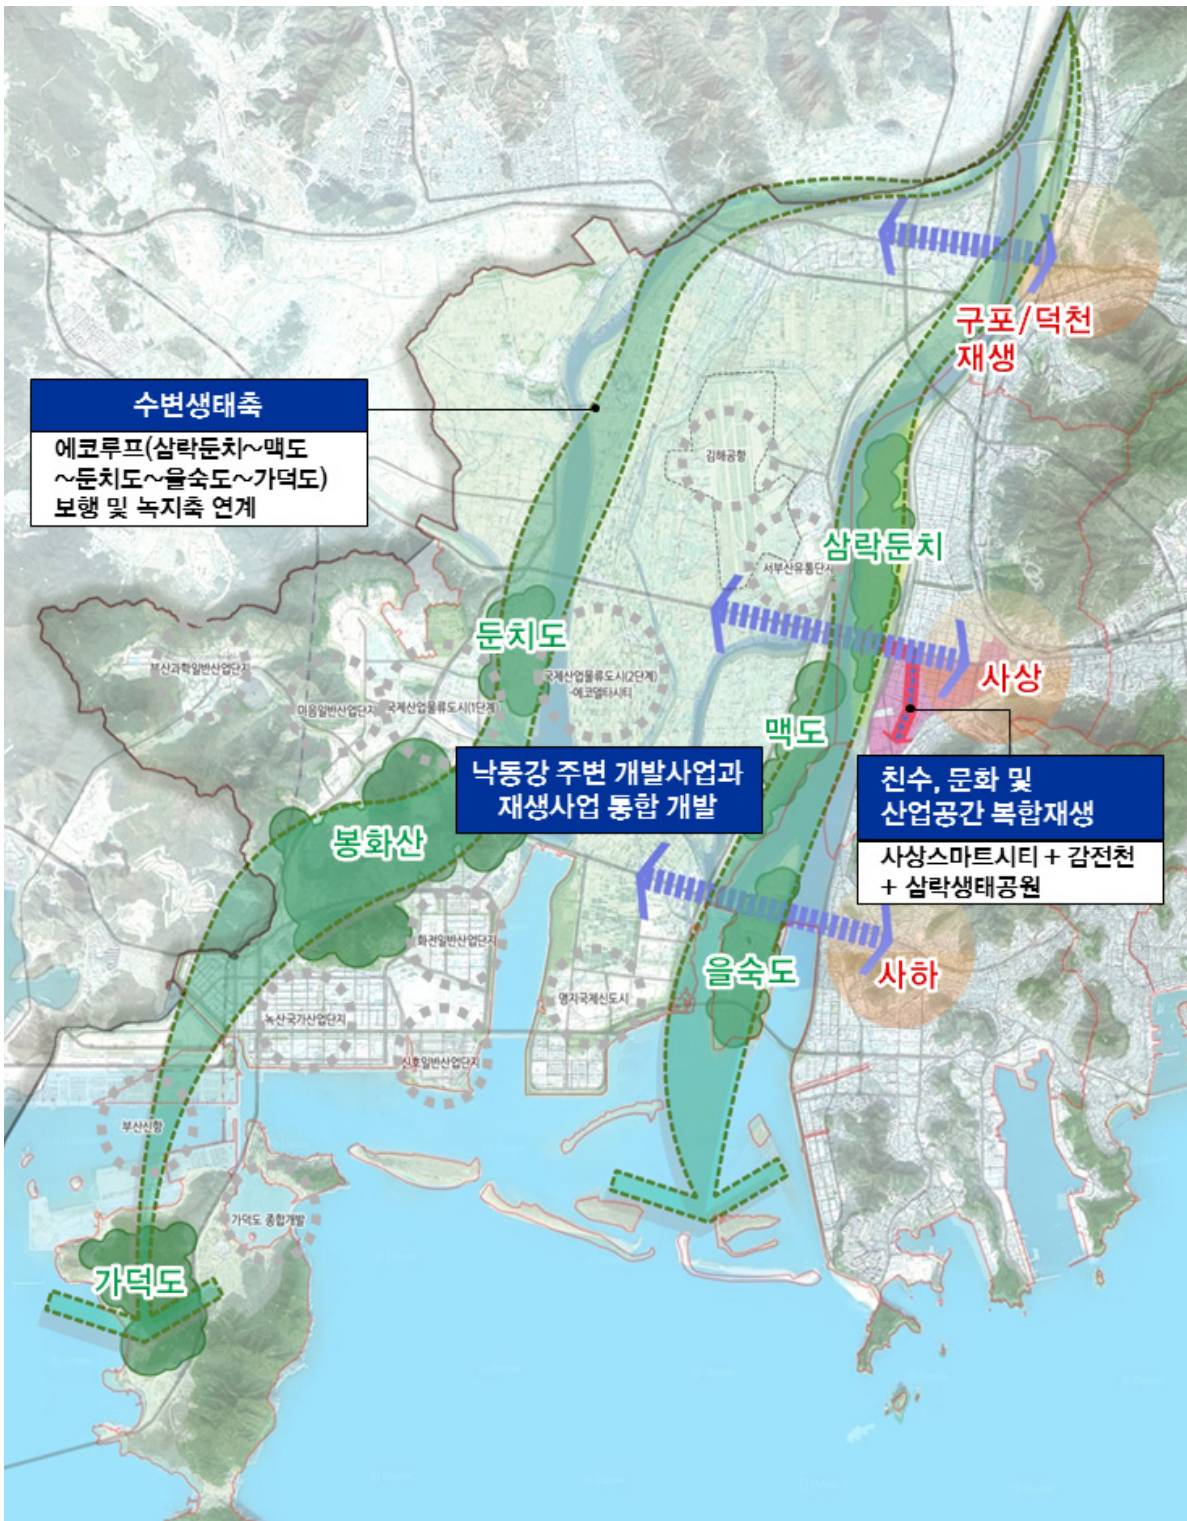 구포/덕천
재생
수변생태축
에코루프(삼락둔치~맥도
~둔치도~을숙도~가덕도)
보행 및 녹지축 연계
김해공항
삼락둔치
서부산유통단지
둔치도
부산과학일반산업단지
미음일반산업단지
국제산업물류도시(1단계)
국제산업물류도시(2단계)
-에코델타시티
사상
맥도
낙동강 주변 개발사업과
재생사업 통합 개발
친수, 문화 및
산업공간 복합재생
사상스마트시티 + 감전천
+ 삼락생태공원
봉화산
화전일반산업단지
을숙도
사하
명지국제신도시
녹산국가산업단지
신호일반산업단지
부산신항
가덕도 종합개발
가덕도